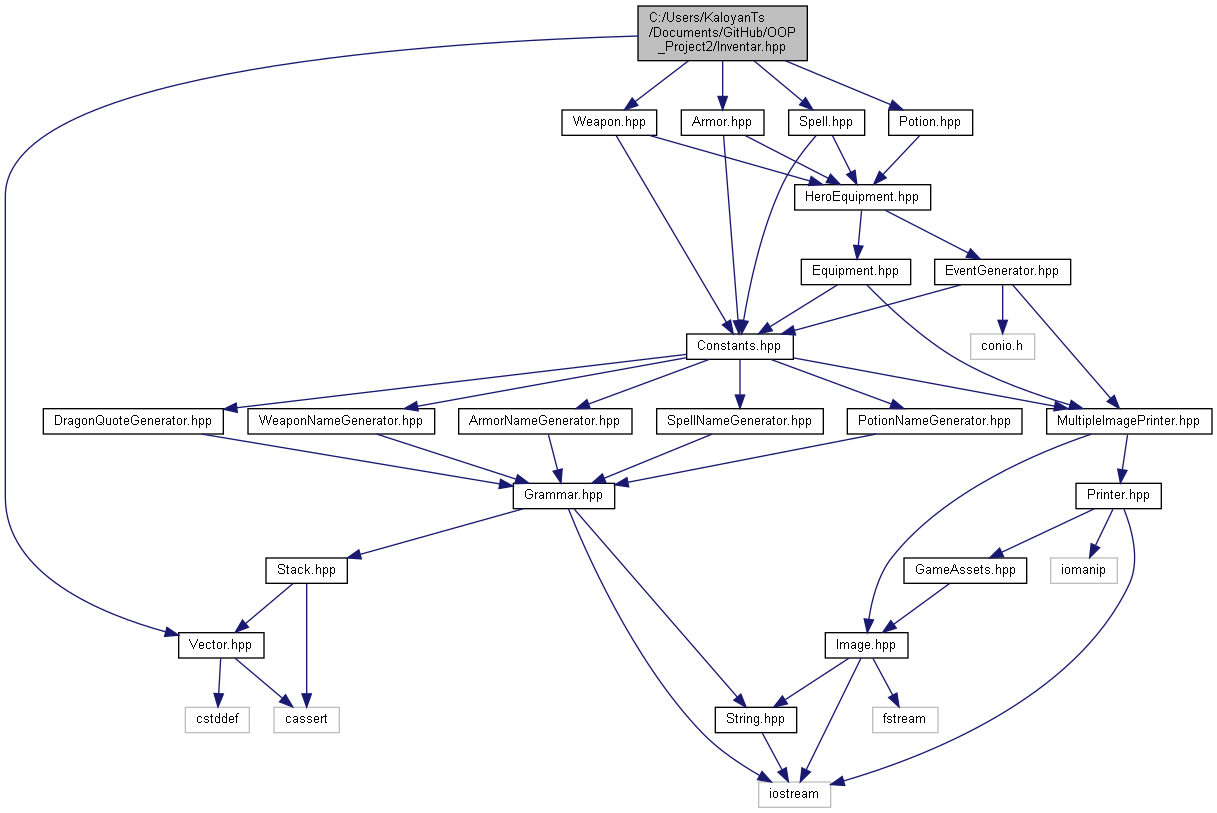 C:/Users/KaloyanTs
/Documents/GitHub/OOP
_Project2/Inventar.hpp
Weapon.hpp
Armor.hpp
Spell.hpp
Potion.hpp
HeroEquipment.hpp
Equipment.hpp
EventGenerator.hpp
Constants.hpp
conio.h
DragonQuoteGenerator.hpp
WeaponNameGenerator.hpp
ArmorNameGenerator.hpp
SpellNameGenerator.hpp
PotionNameGenerator.hpp
MultipleImagePrinter.hpp
Grammar.hpp
Printer.hpp
Stack.hpp
GameAssets.hpp
iomanip
Vector.hpp
Image.hpp
cstddef
cassert
String.hpp
fstream
iostream